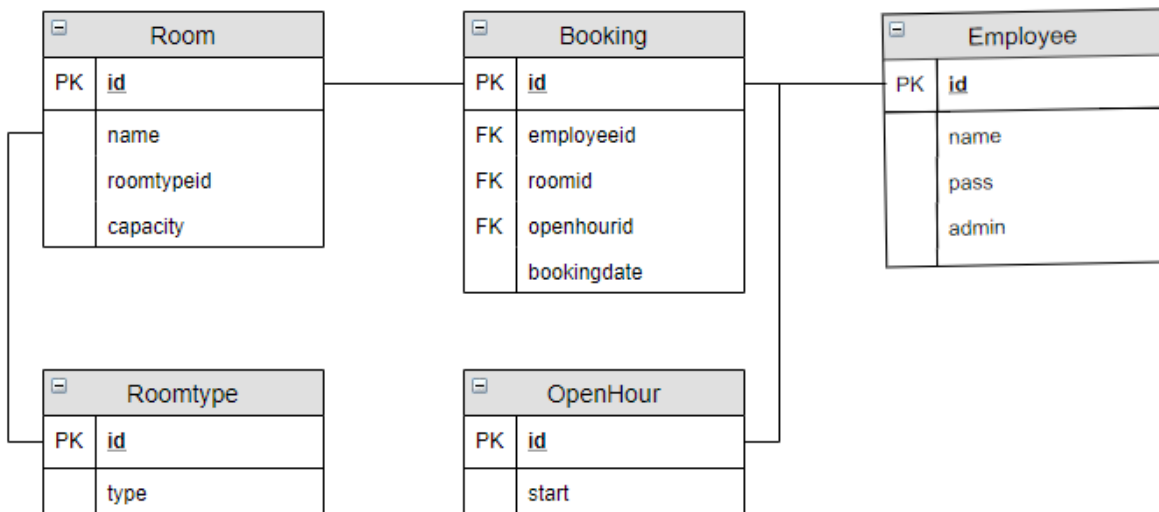 Room
PK id
name
roomtypeid
capacity
Booking
PK id
FK employeeid
FK roomid
FK openhourid
bookingdate
Employee
PK id
name
pass
admin
Roomtype
PK id
type
OpenHour
PK id
start